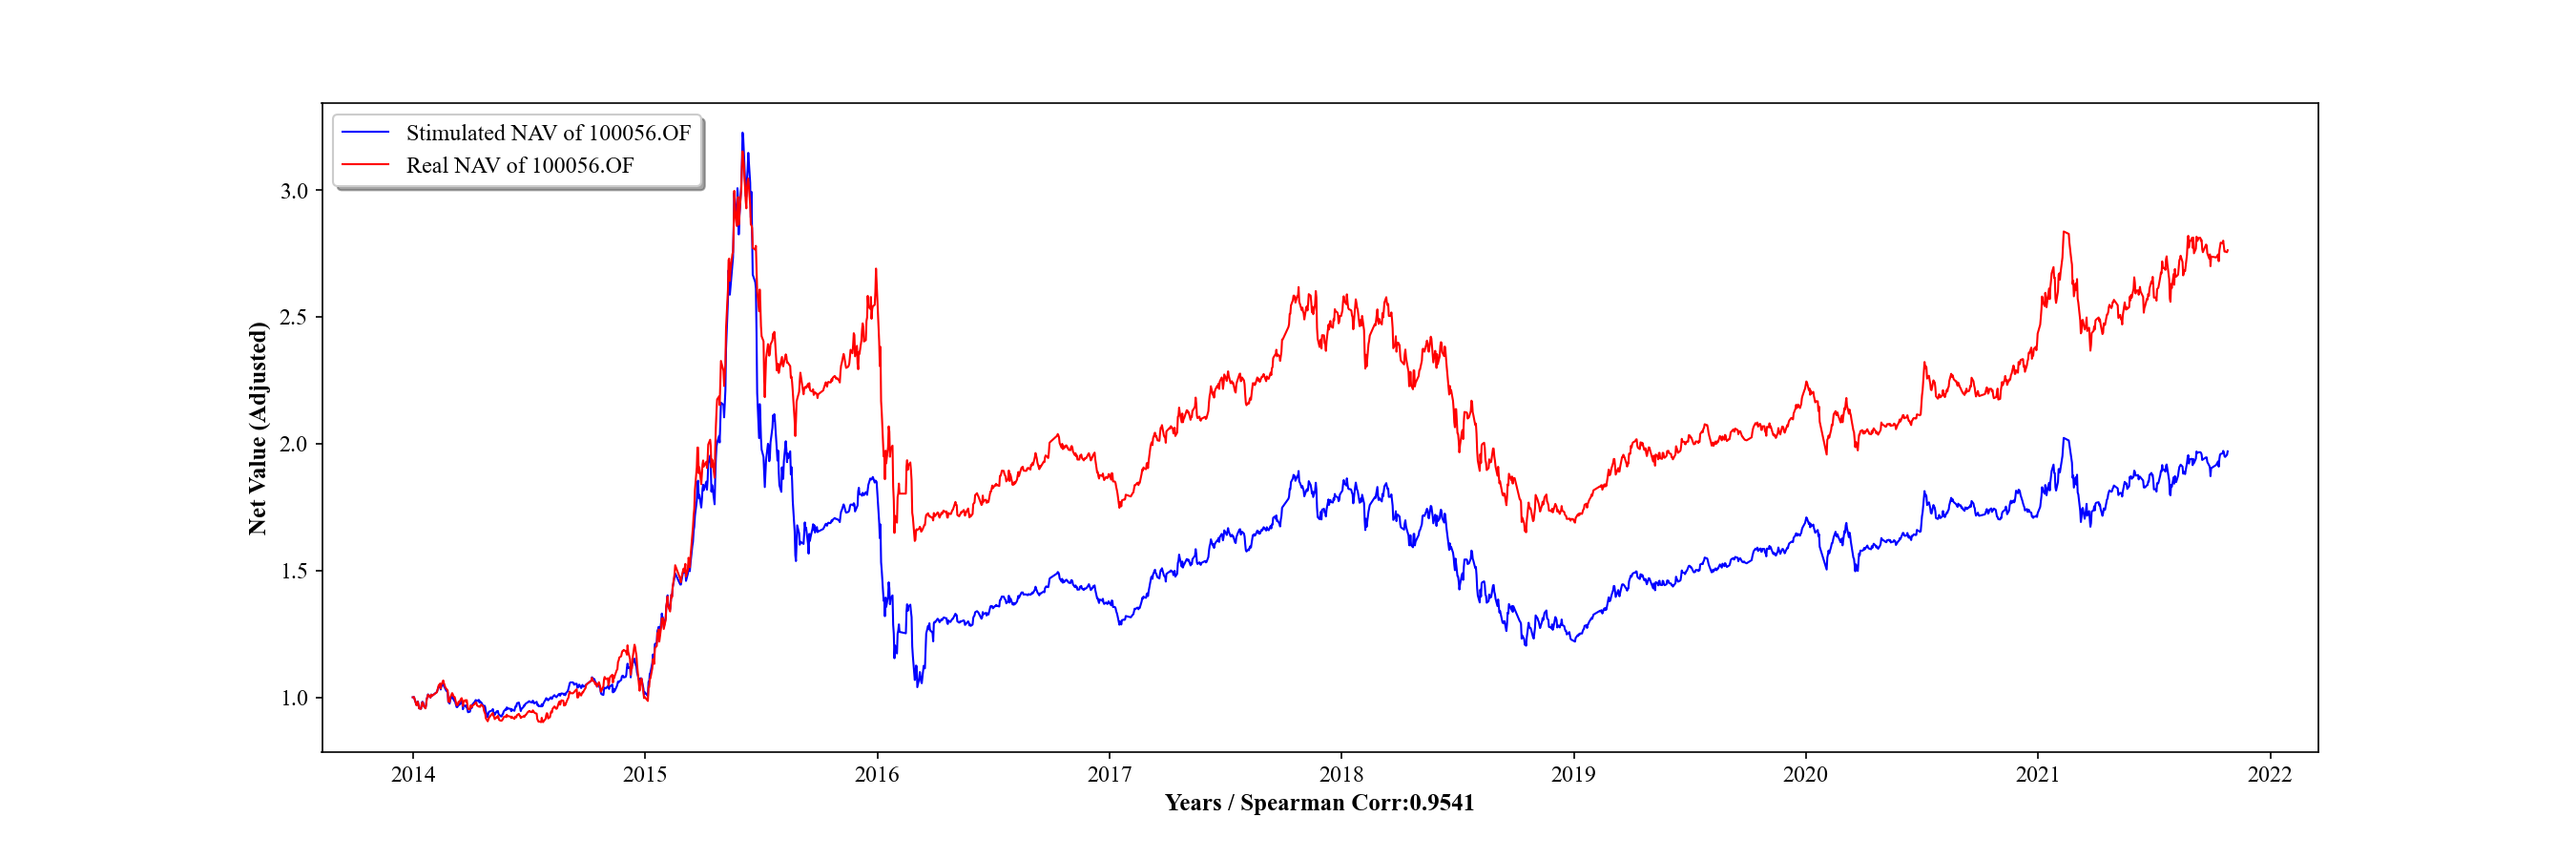 Stimulated NAV of 100056.OF
Real NAV of 100056.OF
3.0
2.5
2.0
1.5
1.0
Net Value (Adjusted)
2014 2015 2016 2017 2018 2019 2020 2021 2022
Years / Spearman Corr:0.9541